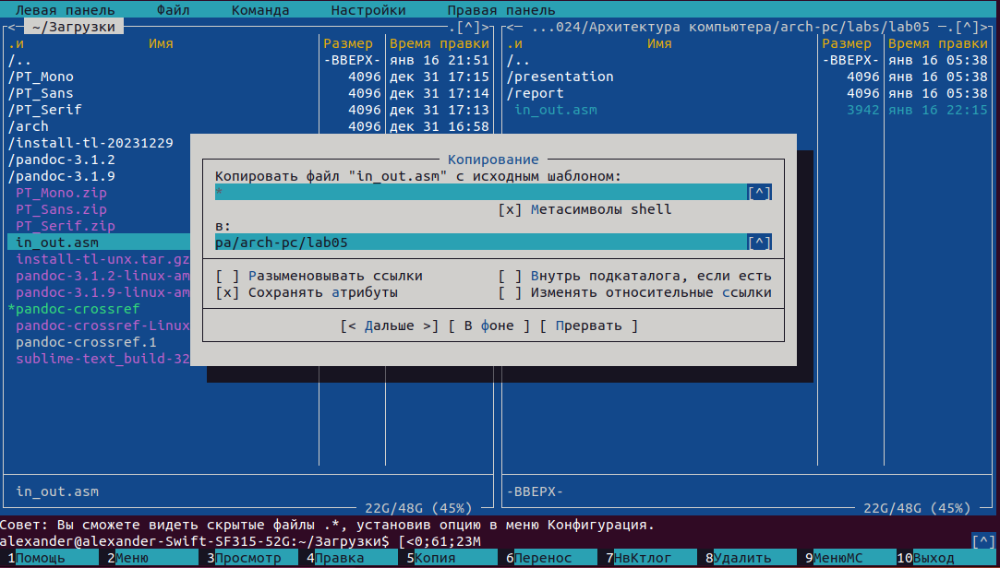 Левая панель Файл Команда Настройки Правая панель
<─ ~/Загрузки .[^]> <─ ...024/Архитектура компьютера/arch-pc/labs/lab05 ─.[^]>
.и Имя Размер Время правки .и Имя Размер Время правки
/.. -ВВЕРХ- янв 16 21:51 /.. -ВВЕРХ- янв 16 05:38
/PT_Mono 4096 дек 31 17:15 /presentation 4096 янв 16 05:38
/PT_Sans 4096 дек 31 17:14 /report 4096 янв 16 05:38
/PT_Serif 4096 дек 31 17:13 in_out.asm 3942 янв 16 22:15
/arch 4096 дек 31 16:58
/install-tl-20231229
/pandoc-3.1.2
/pandoc-3.1.9
PT_Mono.zip
PT_Sans.zip
PT_Serif.zip
in_out.asm
install-tl-unx.tar.gz
pandoc-3.1.2-linux-am
pandoc-3.1.9-linux-am
*pandoc-crossref
pandoc-crossref-Linux
pandoc-crossref.1
sublime-text_build-32
Копирование
Копировать файл "in_out.asm" с исходным шаблоном:
* [^]
[x] Метасимволы shell
в:
ра/arch-pc/lab05 [^]
[ ] Разыменовывать ссылки [ ] Внутрь подкаталога, если есть
[x] Сохранять атрибуты [ ] Изменять относительные ссылки
[< Дальше >] [ В фоне ] [ Прервать ]
in_out.asm -ВВЕРХ-
22G/48G (45%) 22G/48G (45%)
Совет: Вы сможете видеть скрытые файлы .*, установив опцию в меню Конфигурация.
alexander@alexander-Swift-SF315-52G:~/Загрузки$ [<0;61;23M [^]
1Помощь 2Меню 3Просмотр 4Правка 5Копия 6Перенос 7НвКтлог 8Удалить 9МенюMC 10Выход